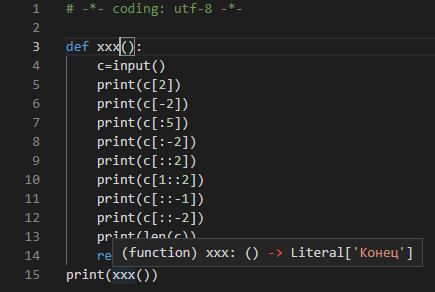 1 # -*- coding: utf-8 -*-
2
3 def xxx():
4 c=input()
5 print(c[2])
6 print(c[-2])
7 print(c[:5])
8 print(c[:-2])
9 print(c[::2])
10 print(c[1::2])
11 print(c[::-1])
12 print(c[::-2])
13 print(len(c))
(function) xxx: () -> Literal['Конец']
14 re
15 print(xxx())